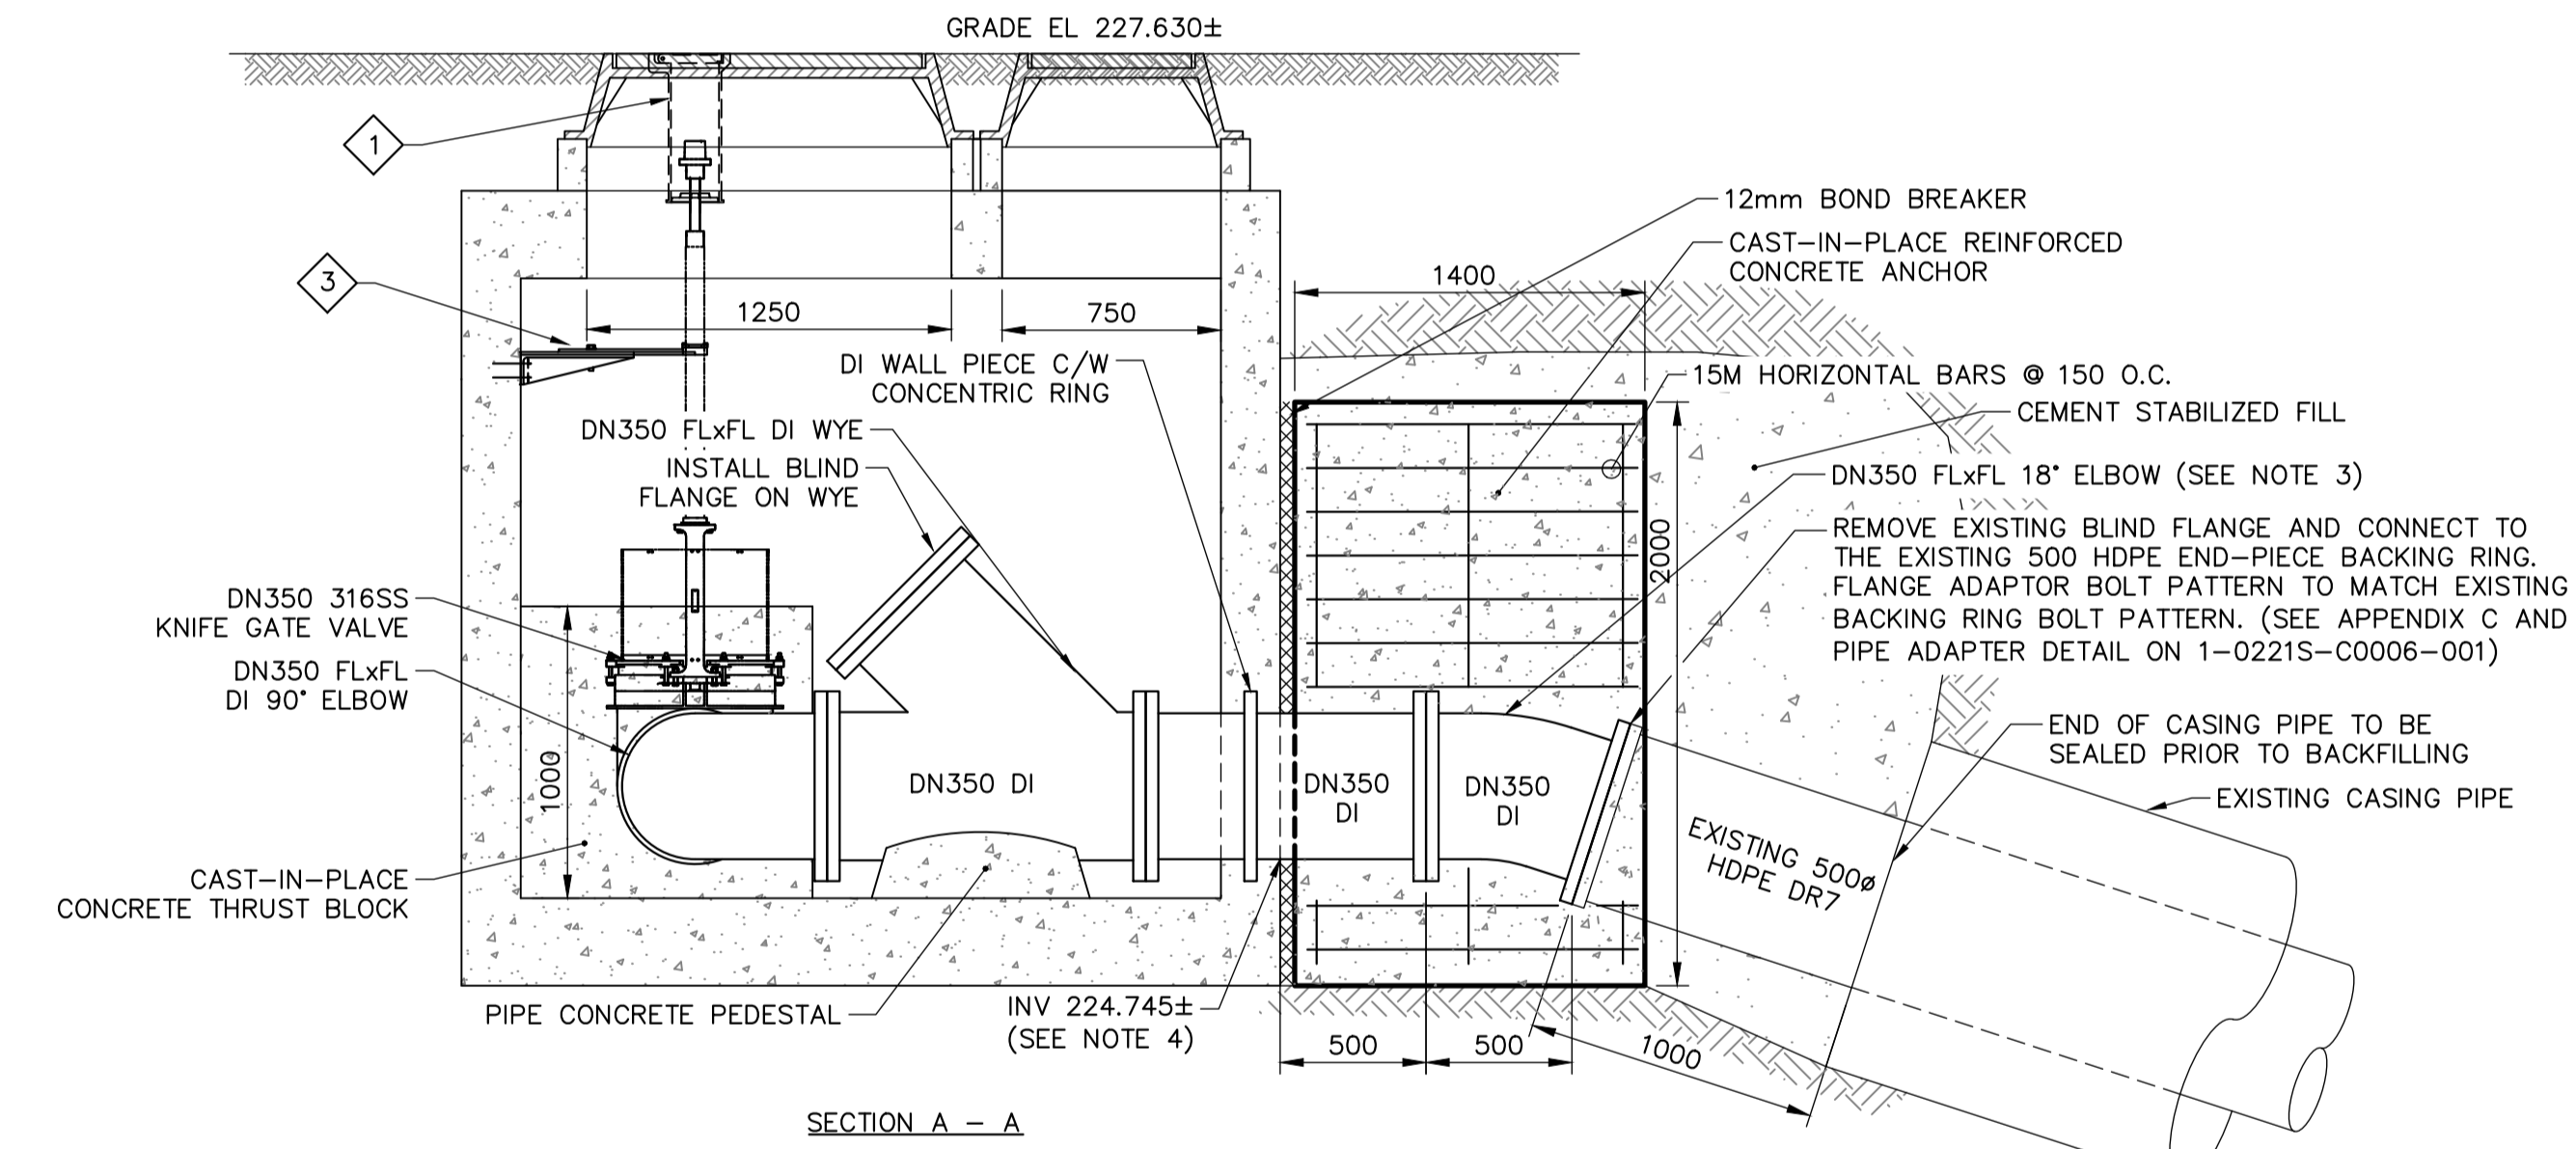 GRADE EL 227.630±
1
12mm BOND BREAKER
CAST-IN-PLACE REINFORCED
CONCRETE ANCHOR
3
1400
1250
750
DI WALL PIECE C/W
CONCENTRIC RING
15M HORIZONTAL BARS @ 150 O.C.
CEMENT STABILIZED FILL
DN350 FLxFL DI WYE
INSTALL BLIND
FLANGE ON WYE
DN350 FLxFL 18° ELBOW (SEE NOTE 3)
2000
REMOVE EXISTING BLIND FLANGE AND CONNECT TO
THE EXISTING 500 HDPE END-PIECE BACKING RING.
FLANGE ADAPTOR BOLT PATTERN TO MATCH EXISTING
BACKING RING BOLT PATTERN. (SEE APPENDIX C AND
PIPE ADAPTER DETAIL ON 1-0221S-C0006-001)
DN350 316SS
KNIFE GATE VALVE
DN350 FLxFL
DI 90° ELBOW
END OF CASING PIPE TO BE
SEALED PRIOR TO BACKFILLING
1000
DN350 DI
DN350
DI
DN350
DI
EXISTING CASING PIPE
EXISTING 500ø
HDPE DR7
CAST-IN-PLACE
CONCRETE THRUST BLOCK
PIPE CONCRETE PEDESTAL
INV 224.745±
(SEE NOTE 4)
500
500
1000
SECTION A - A